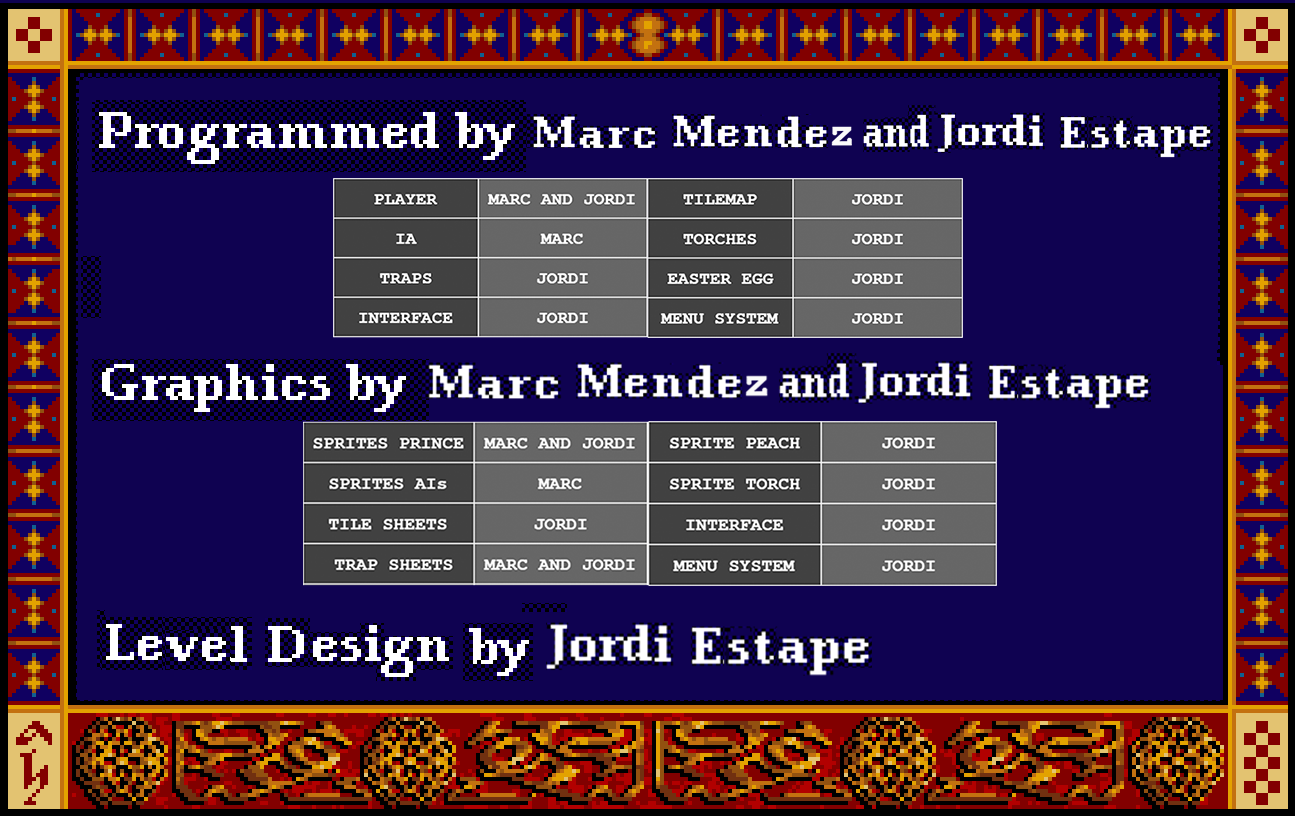 Programmed by Marc Mendez and Jordi Estape
PLAYER MARC AND JORDI TILEMAP JORDI
IA MARC TORCHES JORDI
TRAPS JORDI EASTER EGG JORDI
INTERFACE JORDI MENU SYSTEM JORDI
Graphics by Marc Mendez and Jordi Estape
SPRITES PRINCE MARC AND JORDI SPRITE PEACH JORDI
SPRITES AIs MARC SPRITE TORCH JORDI
TILE SHEETS JORDI INTERFACE JORDI
TRAP SHEETS MARC AND JORDI MENU SYSTEM JORDI
Level Design by Jordi Estape